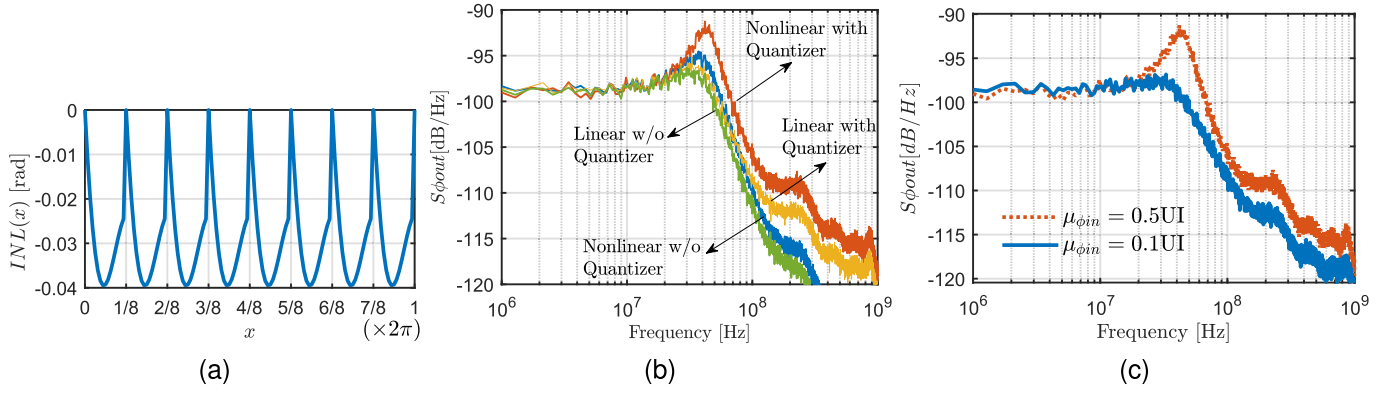 0
-0.01
-0.02
-0.03
-0.04
INL(x) [rad]
0 1/8 2/8 3/8 4/8 5/8 6/8 7/8 1
x
(×2π)
(a)
-90
-95
-100
-105
-110
-115
-120
Sϕout[dB/Hz]
Nonlinear with
Quantizer
Linear w/o
Quantizer
Linear with
Quantizer
Nonlinear w/o
Quantizer
10^6 10^7 10^8 10^9
Frequency [Hz]
(b)
-90
-95
-100
-105
-110
-115
-120
Sϕout[dB/Hz]
μ_ϕin = 0.5UI
μ_ϕin = 0.1UI
10^6 10^7 10^8 10^9
Frequency [Hz]
(c)